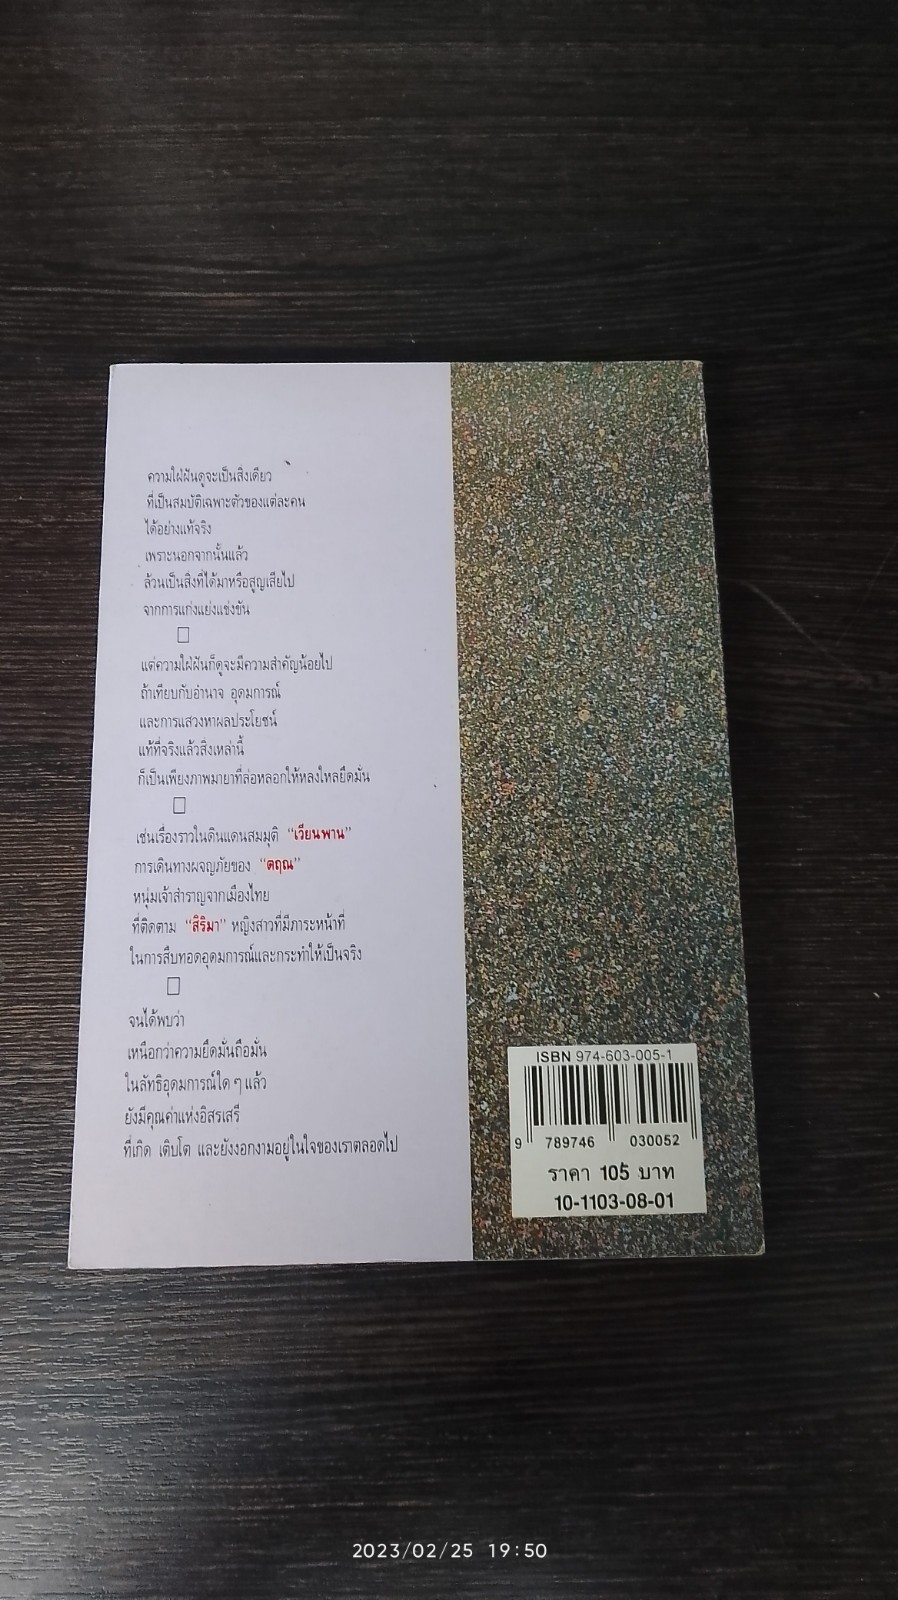 ความใฝ่ฝันดูจะเป็นสิ่งเดียว
ที่เป็นสมบัติเฉพาะตัวของแต่ละคน
ได้อย่างแท้จริง
เพราะนอกจากนั้นแล้ว
ล้วนเป็นสิ่งที่ได้มาหรือสูญเสียไป
จากการแก่งแย่งแข่งขัน
แต่ความใฝ่ฝันก็ดูจะมีความสำคัญน้อยไป
ถ้าเทียบกับอำนาจ อุดมการณ์
และการแสวงหาผลประโยชน์
แท้ที่จริงแล้วสิ่งเหล่านี้
ก็เป็นเพียงภาพมายาที่ล่อหลอกให้หลงใหลยึดมั่น
เช่นเรื่องราวในดินแดนสมมุติ “เวียนพาน”
การเดินทางผจญภัยของ “ตฤณ”
หนุ่มเจ้าสำราญจากเมืองไทย
ที่ติดตาม “สิริมา” หญิงสาวที่มีภาระหน้าที่
ในการสืบทอดอุดมการณ์และกระทำให้เป็นจริง
จนได้พบว่า
เหนือกว่าความยึดมั่นถือมั่น
ในลัทธิอุดมการณ์ใด ๆ แล้ว
ยังมีคุณค่าแห่งอิสรเสรี
ที่เกิด เติบโต และยังงอกงามอยู่ในใจของเราตลอดไป
ISBN 974-603-005-1
9 789746 030052
ราคา 105 บาท
10-1103-08-01
2023/02/25 19:50